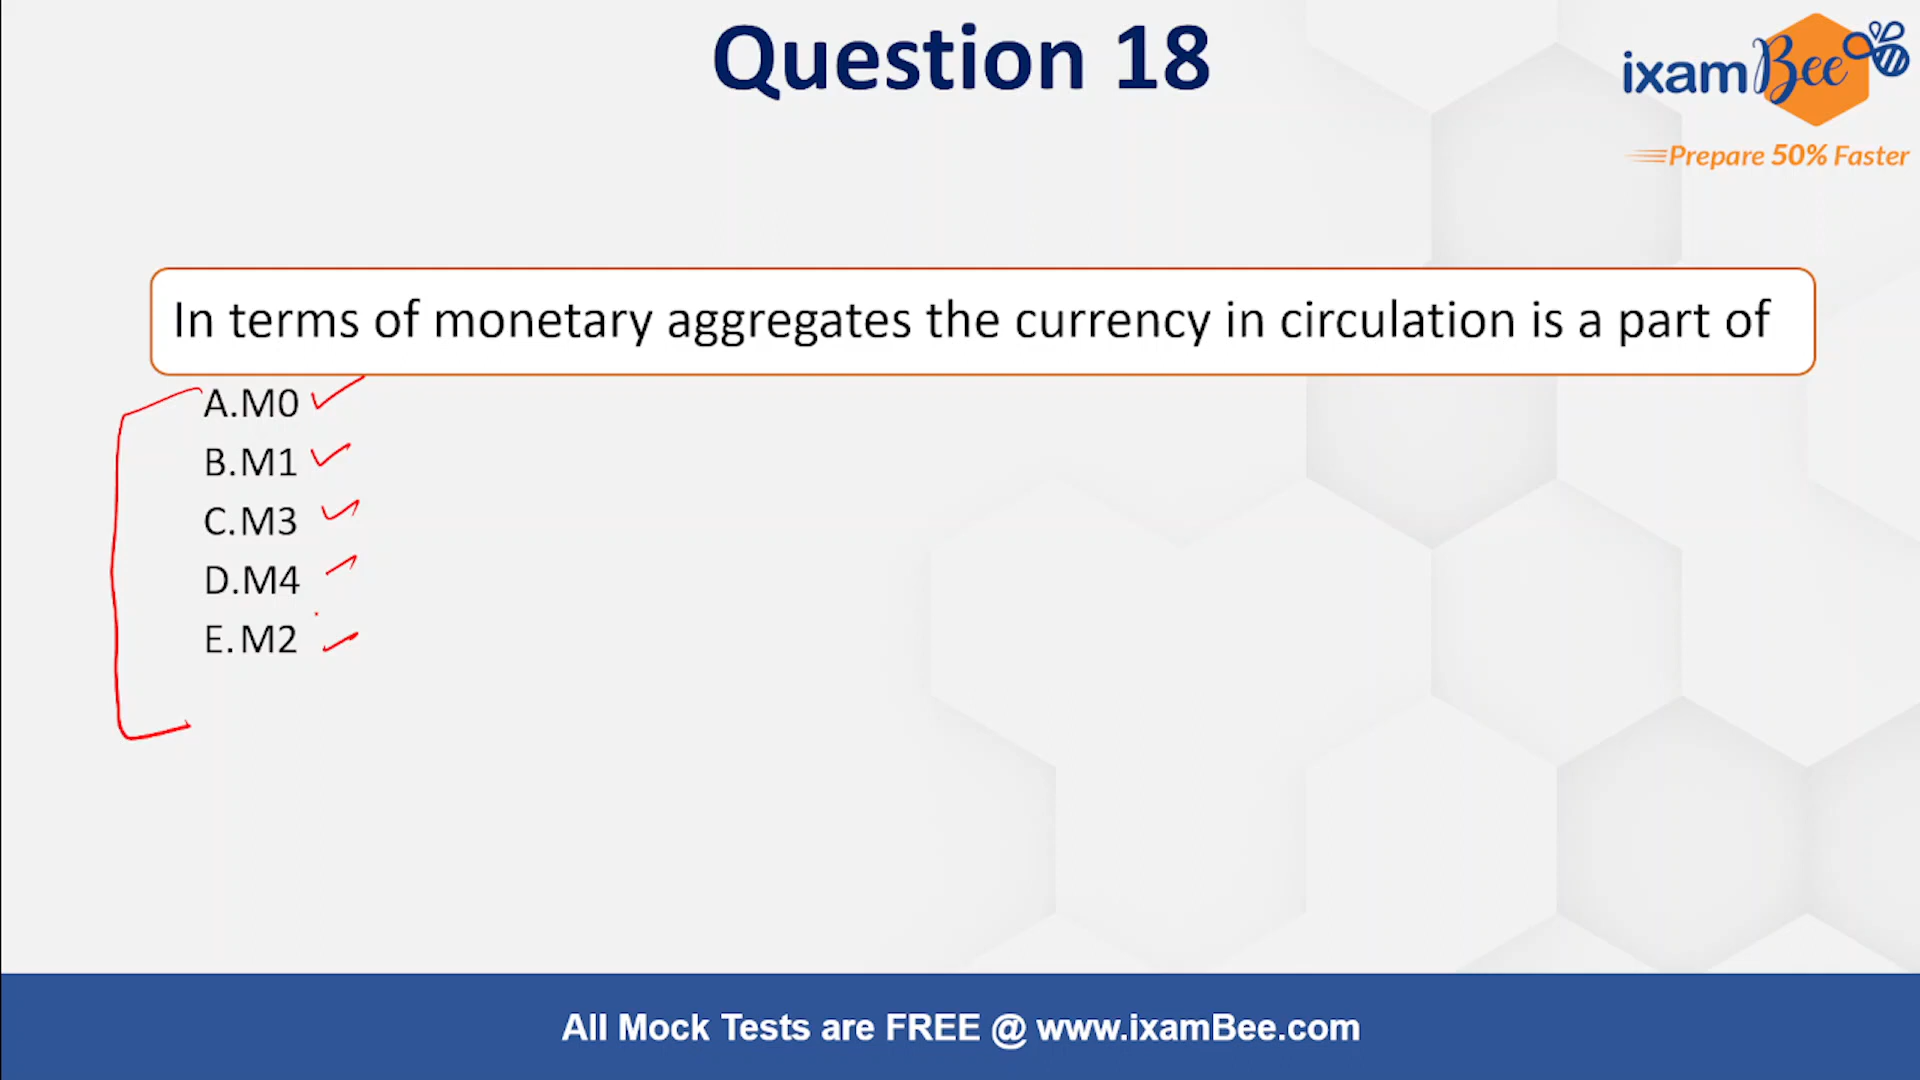 Question 18
ixamBee
Prepare 50% Faster
In terms of monetary aggregates the currency in circulation is a part of
A.M0
B.M1
C.M3
D.M4
E.M2
All Mock Tests are FREE @ www.ixamBee.com